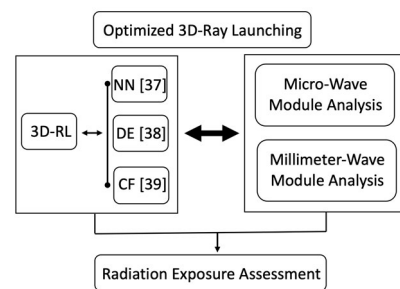 Optimized 3D-Ray Launching
3D-RL
NN [37]
DE [38]
CF [39]
Micro-Wave
Module Analysis
Millimeter-Wave
Module Analysis
Radiation Exposure Assessment